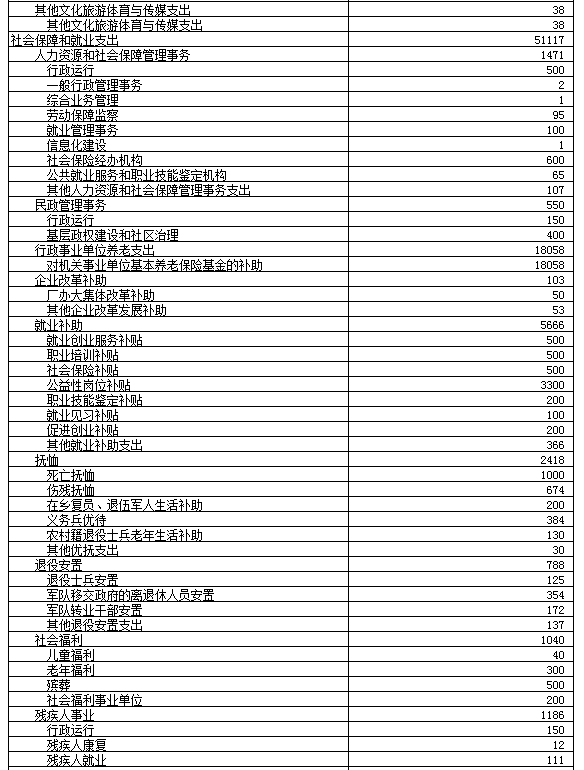 其他文化旅游体育与传媒支出 38
其他文化旅游体育与传媒支出 38
社会保障和就业支出 51117
人力资源和社会保障管理事务 1471
行政运行 500
一般行政管理事务 2
综合业务管理 1
劳动保障监察 95
就业管理事务 100
信息化建设 1
社会保险经办机构 600
公共就业服务和职业技能鉴定机构 65
其他人力资源和社会保障管理事务支出 107
民政管理事务 550
行政运行 150
基层政权建设和社区治理 400
行政事业单位养老支出 18058
对机关事业单位基本养老保险基金的补助 18058
企业改革补助 103
厂办大集体改革补助 50
其他企业改革发展补助 53
就业补助 5666
就业创业服务补贴 500
职业培训补贴 500
社会保险补贴 500
公益性岗位补贴 3300
职业技能鉴定补贴 200
就业见习补贴 100
促进创业补贴 200
其他就业补助支出 366
抚恤 2418
死亡抚恤 1000
伤残抚恤 674
在乡复员、退伍军人生活补助 200
义务兵优待 384
农村籍退役士兵老年生活补助 130
其他优抚支出 30
退役安置 788
退役士兵安置 125
军队移交政府的离退休人员安置 354
军队转业干部安置 172
其他退役安置支出 137
社会福利 1040
儿童福利 40
老年福利 300
殡葬 500
社会福利事业单位 200
残疾人事业 1186
行政运行 150
残疾人康复 12
残疾人就业 111